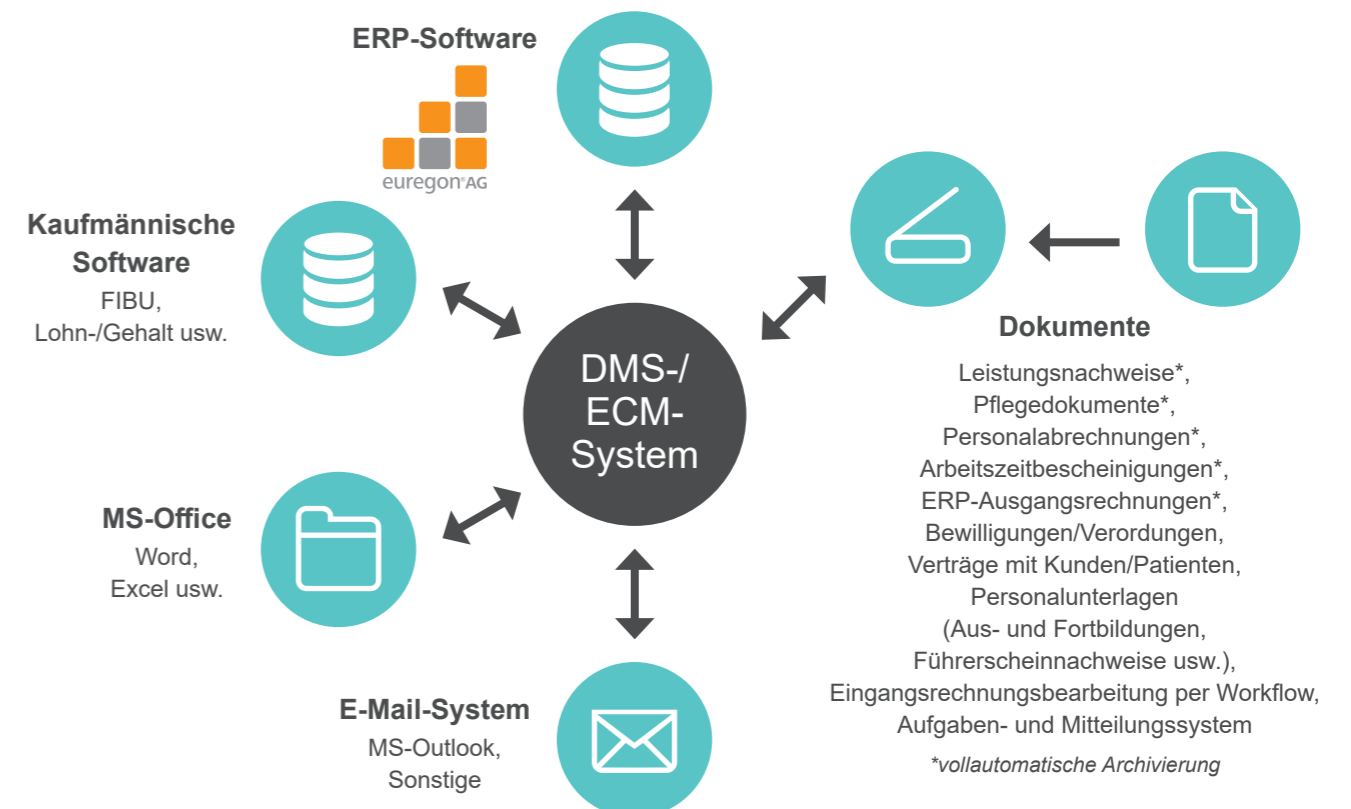 ERP-Software
euregon®AG
Kaufmännische
Software
FIBU,
Lohn-/Gehalt usw.
DMS-/
ECM-
System
MS-Office
Word,
Excel usw.
E-Mail-System
MS-Outlook,
Sonstige
Dokumente
Leistungsnachweise*,
Pflegedokumente*,
Personalabrechnungen*,
Arbeitszeitbescheinigungen*,
ERP-Ausgangsrechnungen*,
Bewilligungen/Verordungen,
Verträge mit Kunden/Patienten,
Personalunterlagen
(Aus- und Fortbildungen,
Führerscheinnachweise usw.),
Eingangsrechnungsbearbeitung per Workflow,
Aufgaben- und Mitteilungssystem
*vollautomatische Archivierung